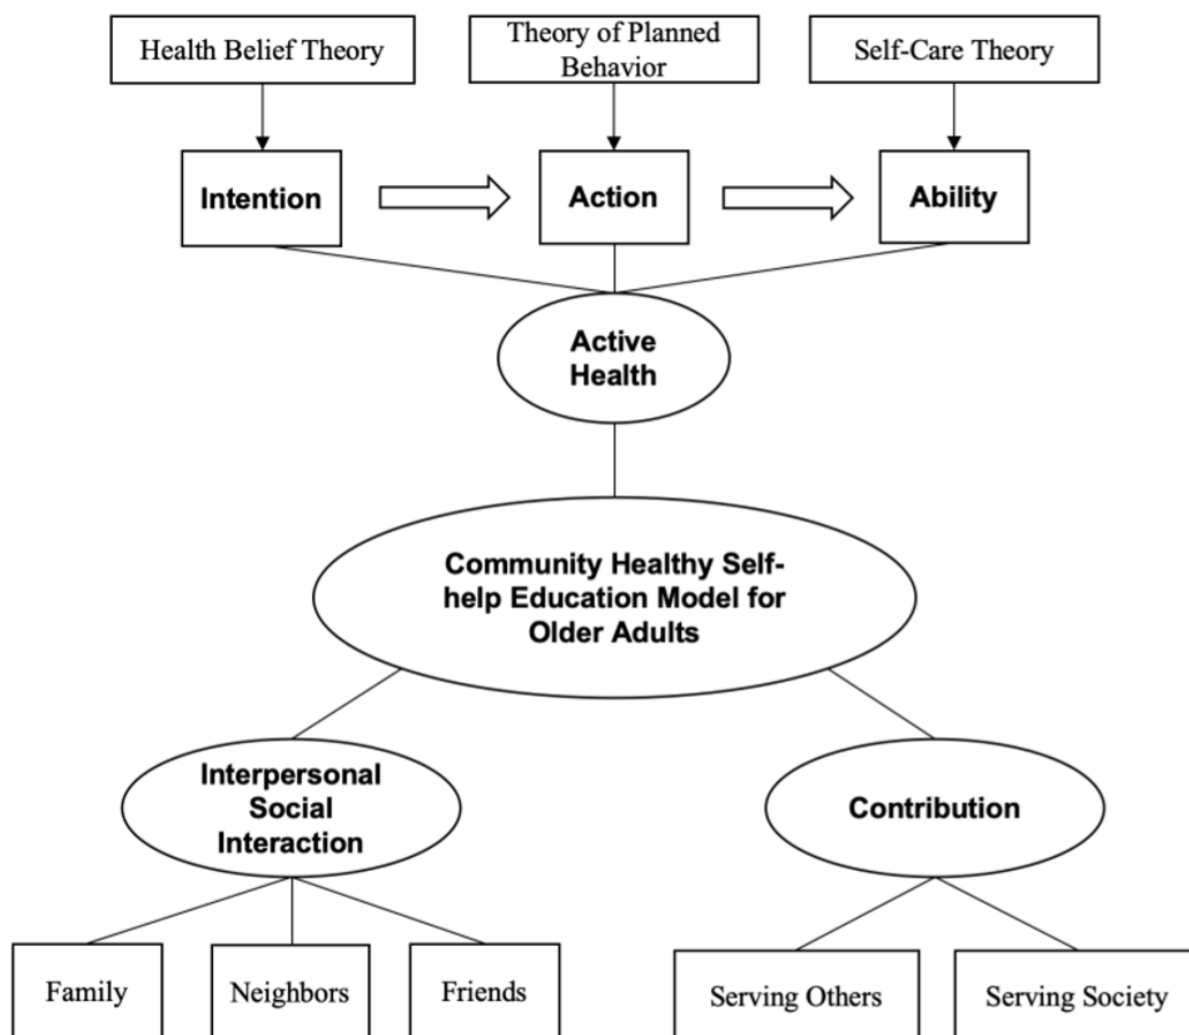 Health Belief Theory
Theory of Planned
Behavior
Self-Care Theory
Intention
Action
Ability
Active
Health
Community Healthy Self-
help Education Model for
Older Adults
Interpersonal
Social
Interaction
Contribution
Family
Neighbors
Friends
Serving Others
Serving Society